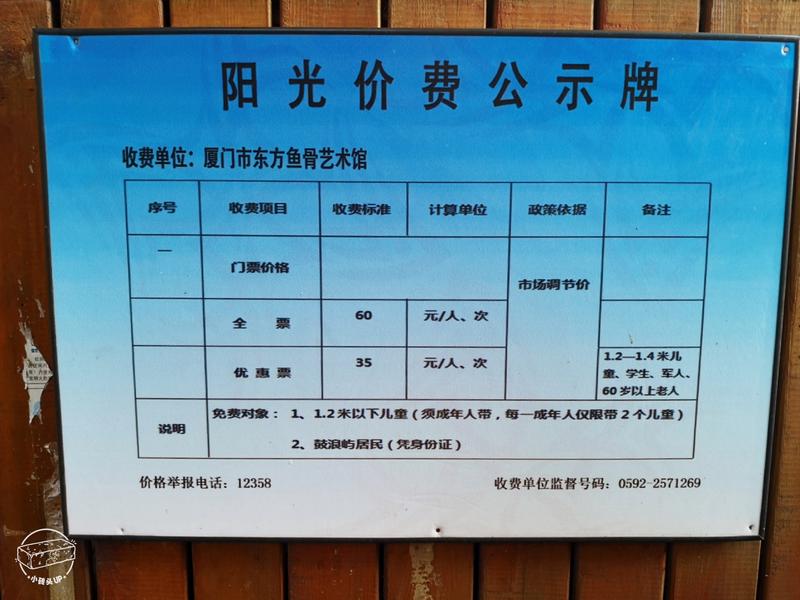 阳光价费公示牌
收费单位：厦门市东方鱼骨艺术馆
序号 收费项目 收费标准 计算单位 政策依据 备注
一 门票价格 市场调节价
全 票 60 元/人、次
优 惠 票 35 元/人、次 1.2—1.4 米儿
童、学生、军人、
60 岁以上老人
说明 免费对象： 1、1.2 米以下儿童（须成年人带，每一成年人仅限带 2 个儿童）
2、鼓浪屿居民（凭身份证）
价格举报电话：12358 收费单位监督号码：0592-2571269
小砖头UP